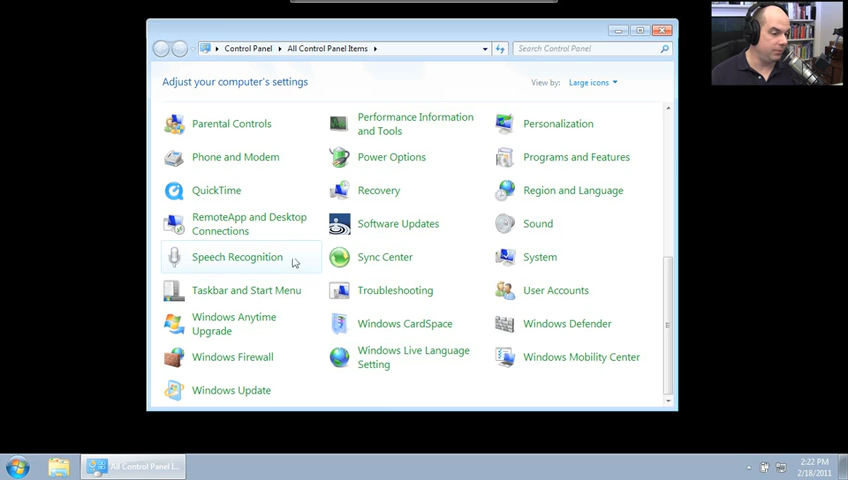 Control Panel
All Control Panel Items
Search Control Panel
Adjust your computer's settings
View by:
Large icons
Parental Controls
Performance Information
and Tools
Personalization
Phone and Modem
Power Options
Programs and Features
QuickTime
Recovery
Region and Language
RemoteApp and Desktop
Connections
Software Updates
Sound
Speech Recognition
Sync Center
System
Taskbar and Start Menu
Troubleshooting
User Accounts
Windows Anytime
Upgrade
Windows CardSpace
Windows Defender
Windows Firewall
Windows Live Language
Setting
Windows Mobility Center
Windows Update
All Control Panel I...
2:22 PM
2/18/2011